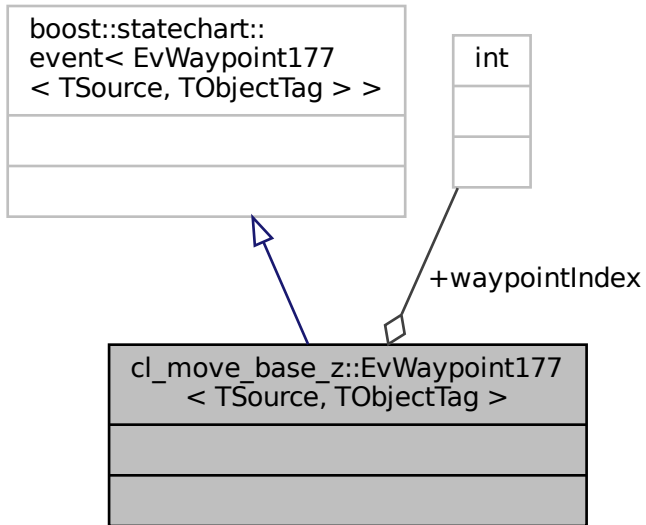 boost::statechart::
event< EvWaypoint177
< TSource, TObjectTag > >
int
+waypointIndex
cl_move_base_z::EvWaypoint177
< TSource, TObjectTag >